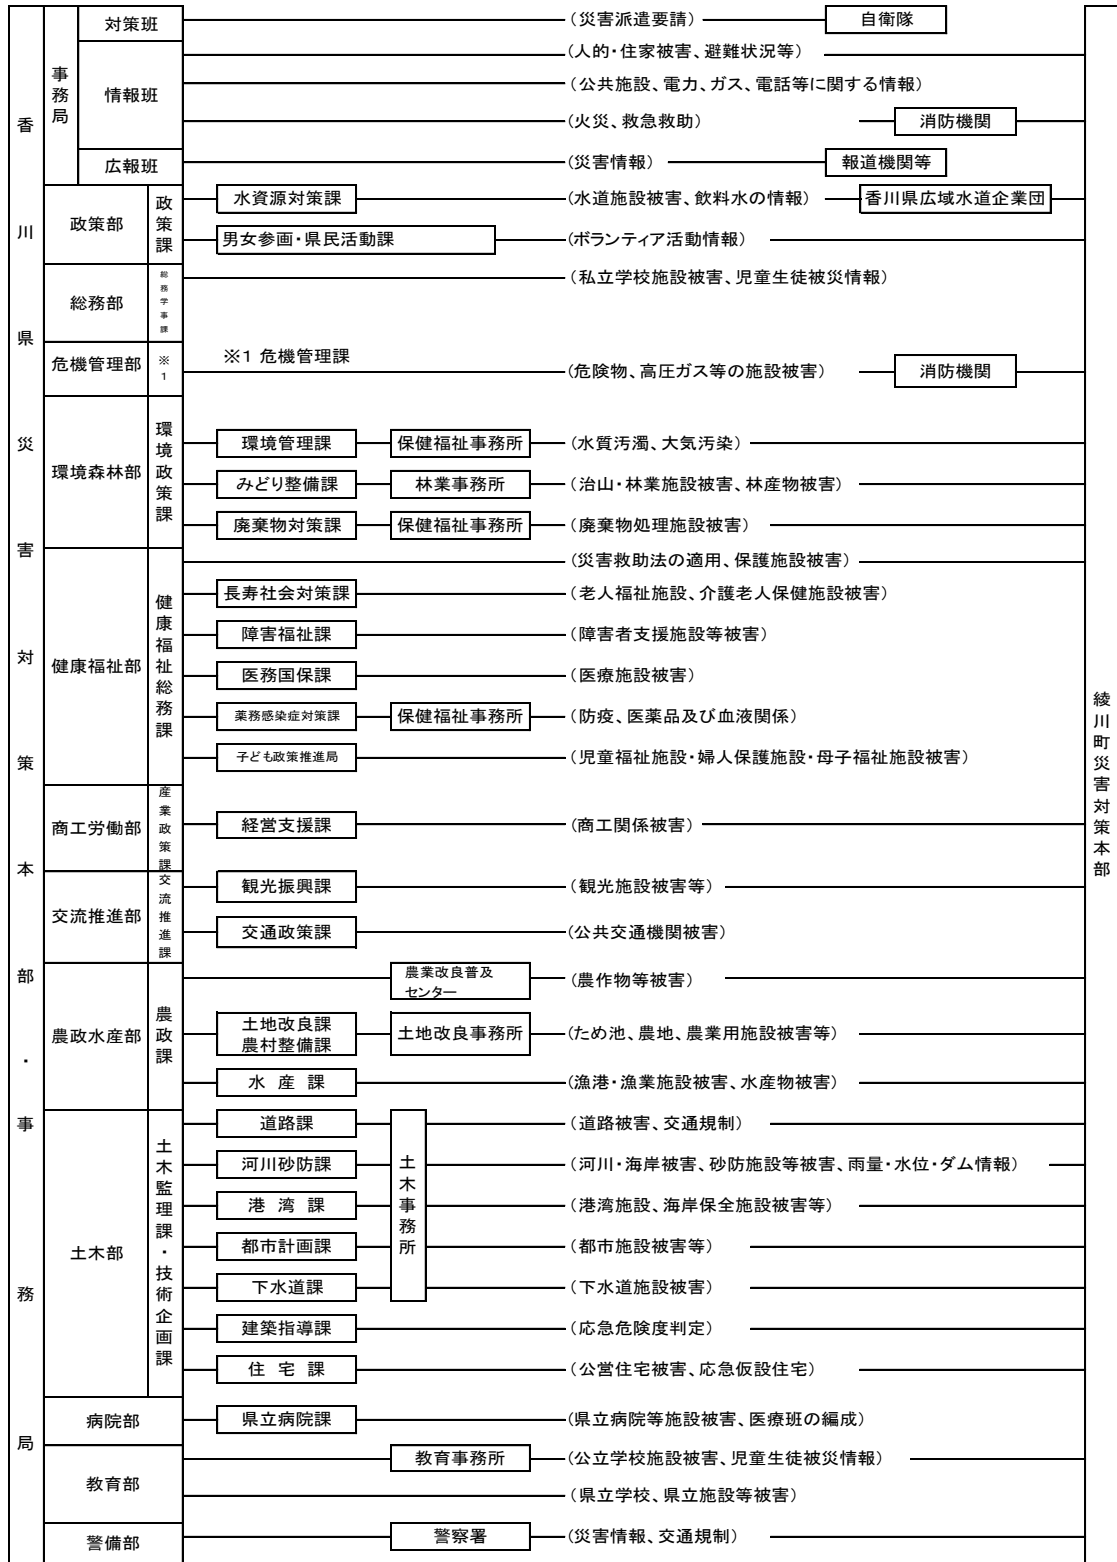 香川県災害対策本部・事務局
事務局
対策班
(災害派遣要請)
自衛隊
情報班
(人的・住家被害、避難状況等)
(公共施設、電力、ガス、電話等に関する情報)
(火災、救急救助)
消防機関
広報班
(災害情報)
報道機関等
政策部
政策課
水資源対策課
(水道施設被害、飲料水の情報)
香川県広域水道企業団
男女参画・県民活動課
(ボランティア活動情報)
総務部
総務学事課
(私立学校施設被害、児童生徒被災情報)
危機管理部
※1
※1 危機管理課
(危険物、高圧ガス等の施設被害)
消防機関
環境森林部
環境政策課
環境管理課
保健福祉事務所
(水質汚濁、大気汚染)
みどり整備課
林業事務所
(治山・林業施設被害、林産物被害)
廃棄物対策課
保健福祉事務所
(廃棄物処理施設被害)
健康福祉部
健康福祉総務課
(災害救助法の適用、保護施設被害)
長寿社会対策課
(老人福祉施設、介護老人保健施設被害)
障害福祉課
(障害者支援施設等被害)
医務国保課
(医療施設被害)
薬務感染症対策課
保健福祉事務所
(防疫、医薬品及び血液関係)
子ども政策推進局
(児童福祉施設・婦人保護施設・母子福祉施設被害)
商工労働部
産業政策課
経営支援課
(商工関係被害)
交流推進部
交流推進課
観光振興課
(観光施設被害等)
交通政策課
(公共交通機関被害)
農政水産部
農政課
農業改良普及
センター
(農作物等被害)
土地改良課
農村整備課
土地改良事務所
(ため池、農地、農業用施設被害等)
水 産 課
(漁港・漁業施設被害、水産物被害)
土木部
土木監理課・技術企画課
道路課
土木事務所
(道路被害、交通規制)
河川砂防課
(河川・海岸被害、砂防施設等被害、雨量・水位・ダム情報)
港 湾 課
(港湾施設、海岸保全施設被害等)
都市計画課
(都市施設被害等)
下水道課
(下水道施設被害)
建築指導課
(応急危険度判定)
住 宅 課
(公営住宅被害、応急仮設住宅)
病院部
県立病院課
(県立病院等施設被害、医療班の編成)
教育部
教育事務所
(公立学校施設被害、児童生徒被災情報)
(県立学校、県立施設等被害)
警備部
警察署
(災害情報、交通規制)
綾川町災害対策本部